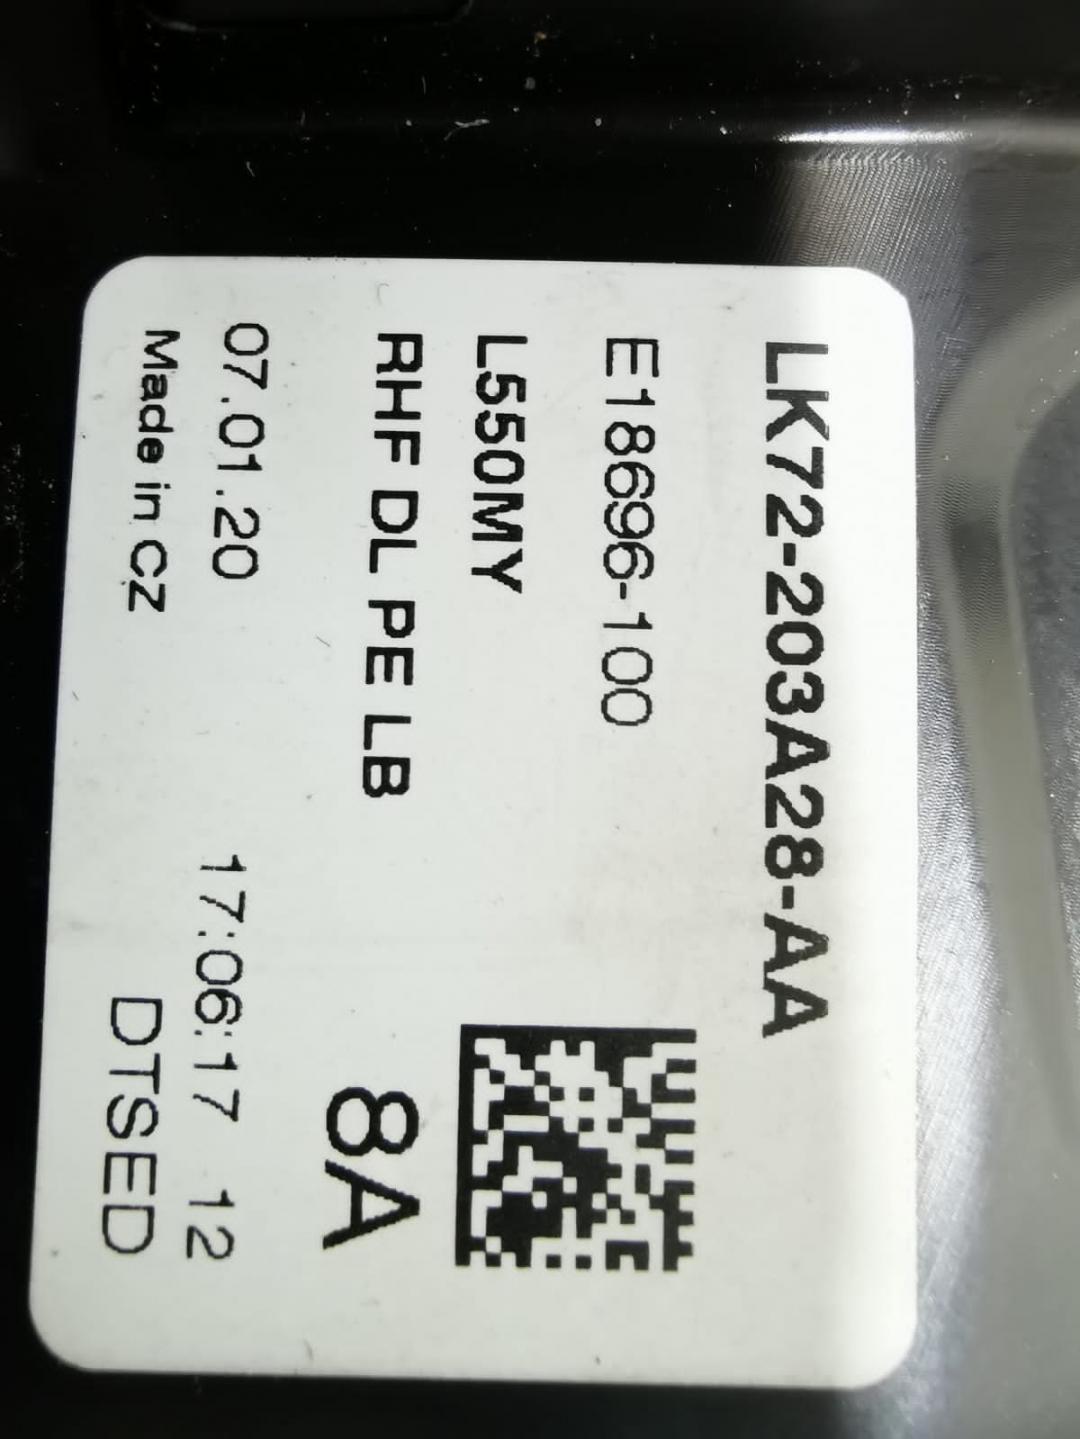 LK72-203A28-AA
E18696-100
L550MY
RHF DL PE LB
8A
07.01.20 17:06:17 12
Made in CZ DTSED